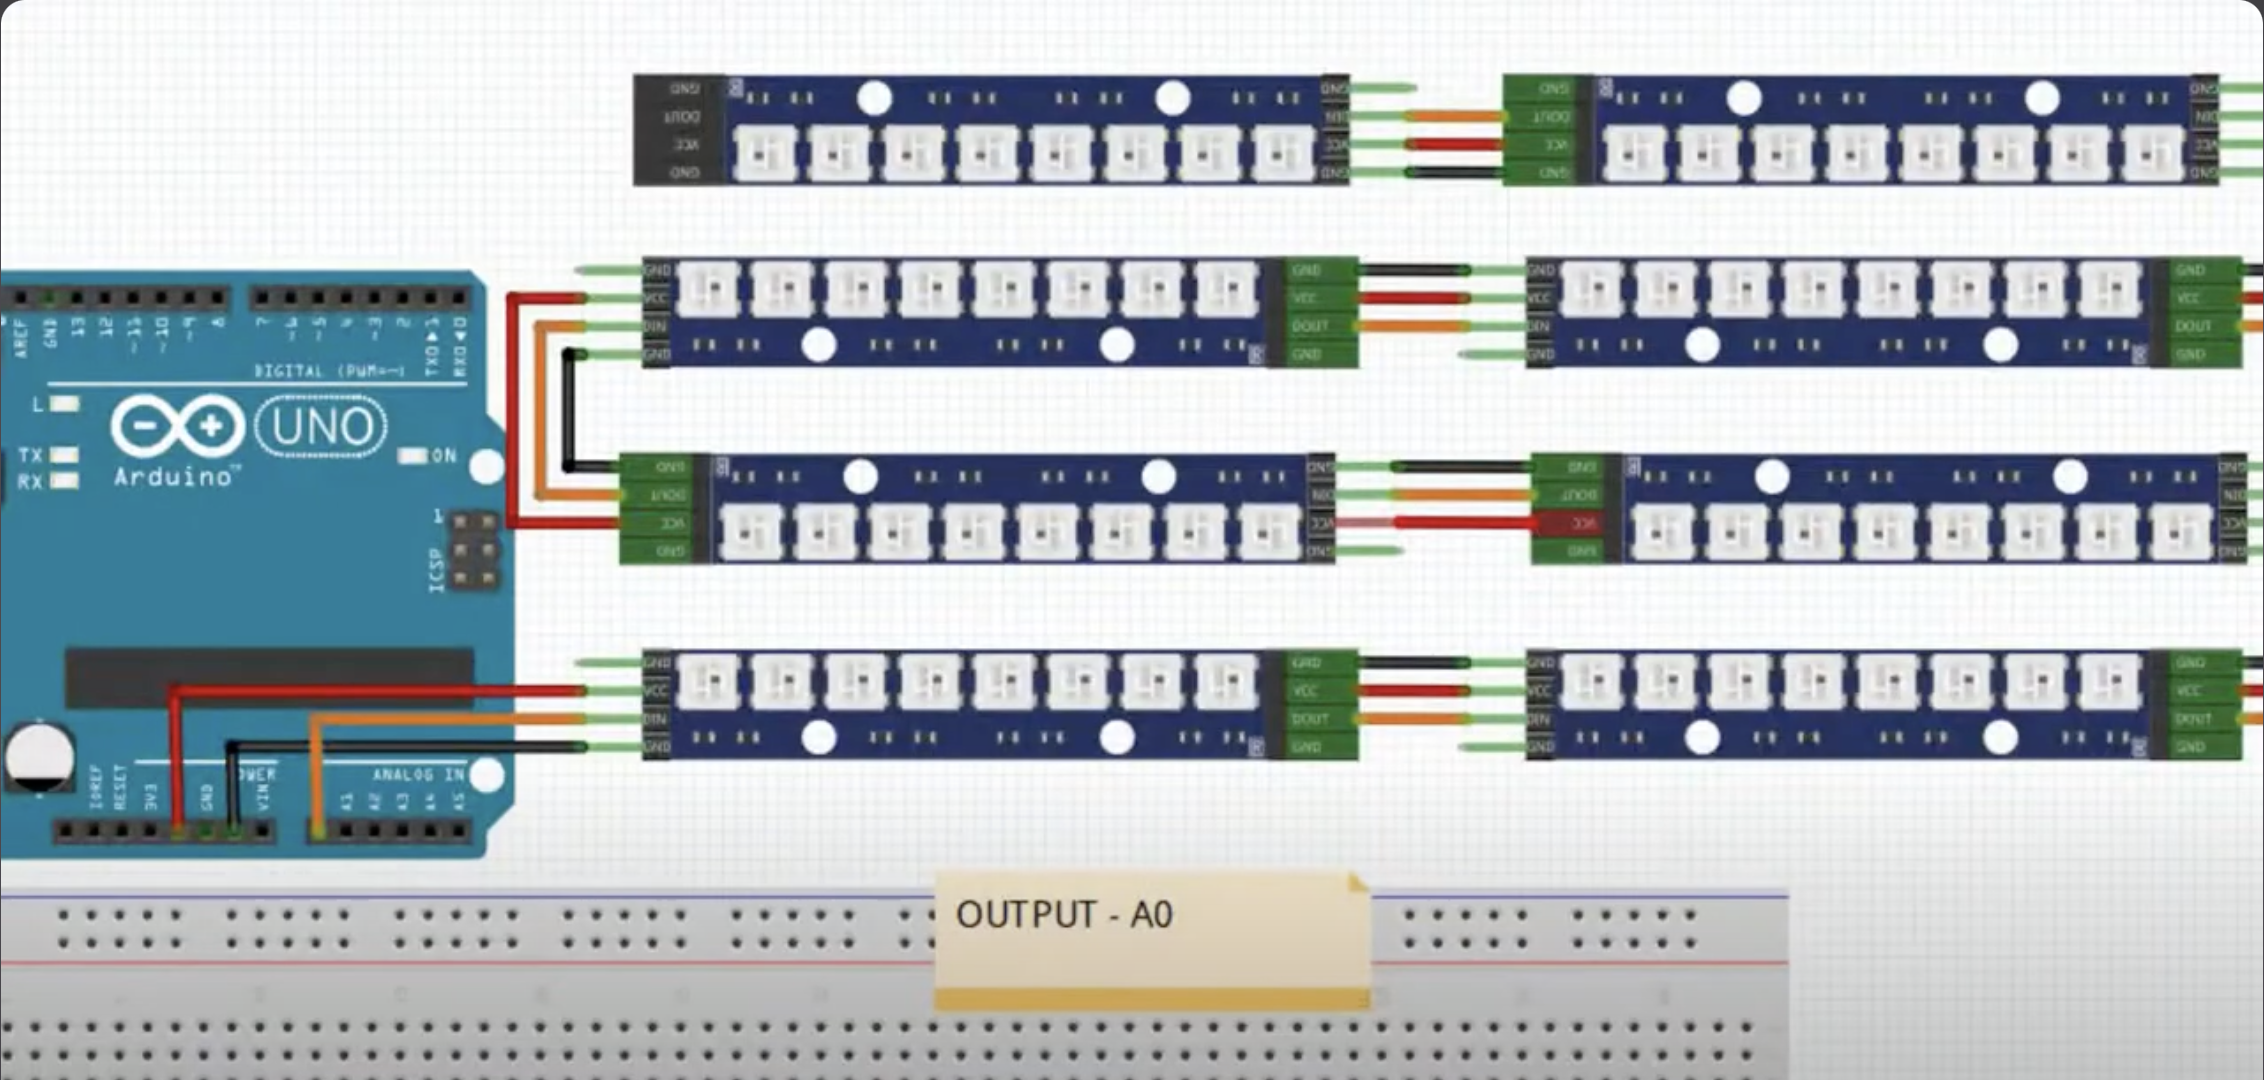 GND GND GND GND
DOUT DIN DOUT DIN
VCC VCC VCC VCC
GND GND GND GND
GND GND GND GND
VCC VCC VCC VCC
DIN DOUT DIN DOUT
GND GND GND GND
AREF GND 13 12 ~11 ~10 ~9 8 7 ~6 ~5 4 ~3 2 TX0▶1 RX0◀0
DIGITAL (PWM=~)
L
UNO
TX
RX
ON
Arduino™
1
ICSP
GND GND GND GND
DOUT DIN DOUT DIN
VCC VCC VCC VCC
GND GND GND GND
GND GND GND GND
VCC VCC VCC VCC
DIN DOUT DIN DOUT
GND GND GND GND
ANALOG IN
IOREF RESET 3V3 GND VIN A1 A2 A3 A4 A5
OUTPUT - A0